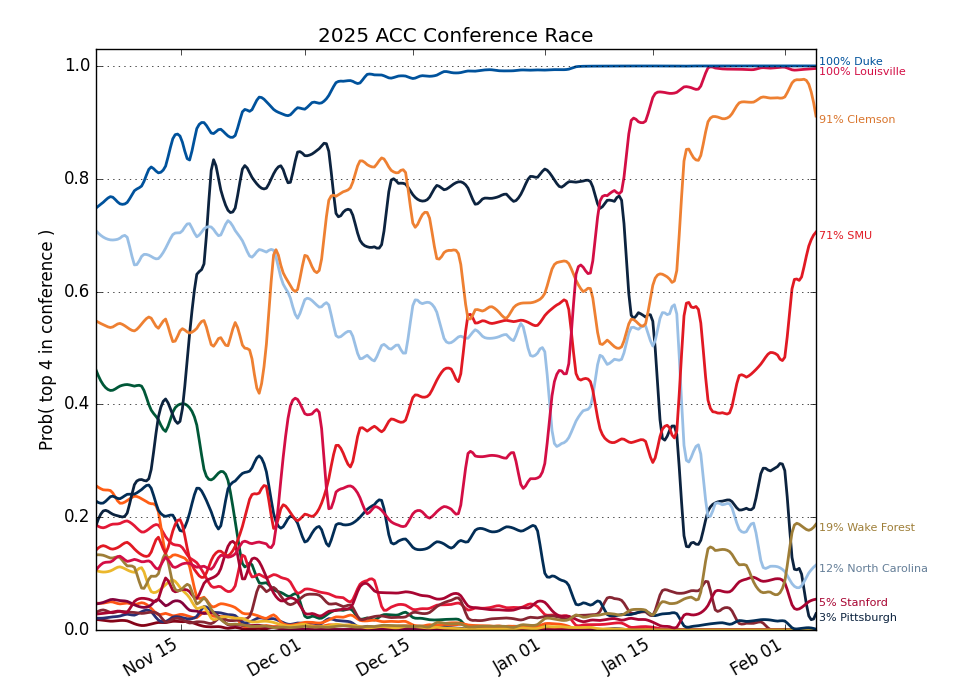 2025 ACC Conference Race
Prob( top 4 in conference )
1.0
0.8
0.6
0.4
0.2
0.0
Nov 15
Dec 01
Dec 15
Jan 01
Jan 15
Feb 01
100% Duke
100% Louisville
91% Clemson
71% SMU
19% Wake Forest
12% North Carolina
5% Stanford
3% Pittsburgh